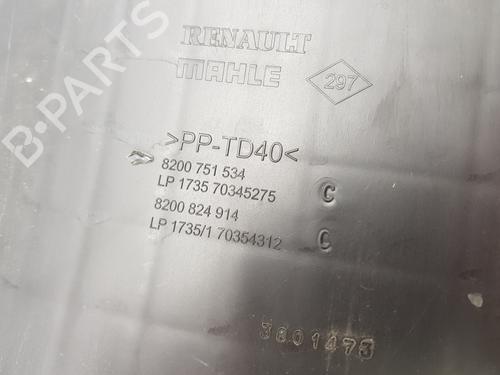 RENAULT
MAHLE
297
>PP-TD40<
8200 751 534
LP 1735 70345275 C
8200 824 914
LP 1735/1 70354312 C
3801473
B-PARTS